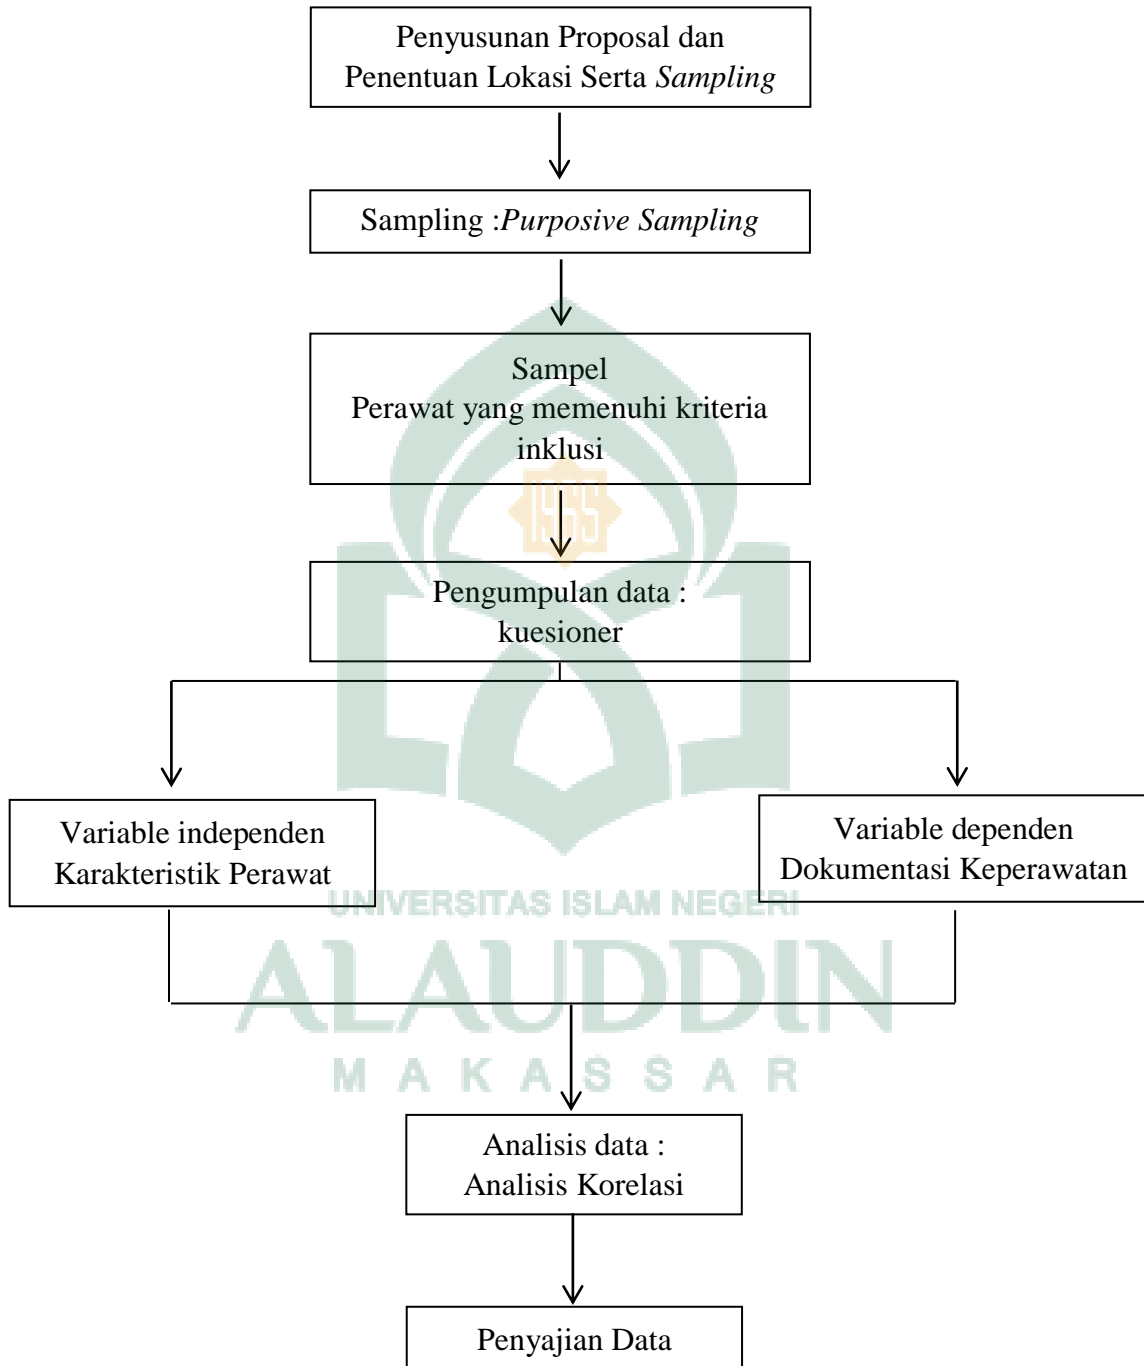 Penyusunan Proposal dan
Penentuan Lokasi Serta Sampling
Sampling :Purposive Sampling
Sampel
Perawat yang memenuhi kriteria
inklusi
Pengumpulan data :
kuesioner
Variable independen
Karakteristik Perawat
Variable dependen
Dokumentasi Keperawatan
UNIVERSITAS ISLAM NEGERI
ALAUDDIN
MAKASSAR
Analisis data :
Analisis Korelasi
Penyajian Data